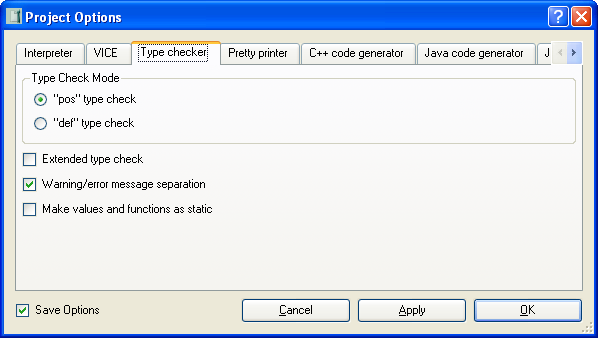 Project Options
Interpreter VICE Type checker Pretty printer C++ code generator Java code generator J
Type Check Mode
"pos" type check
"def" type check
Extended type check
Warning/error message separation
Make values and functions as static
Save Options Cancel Apply OK